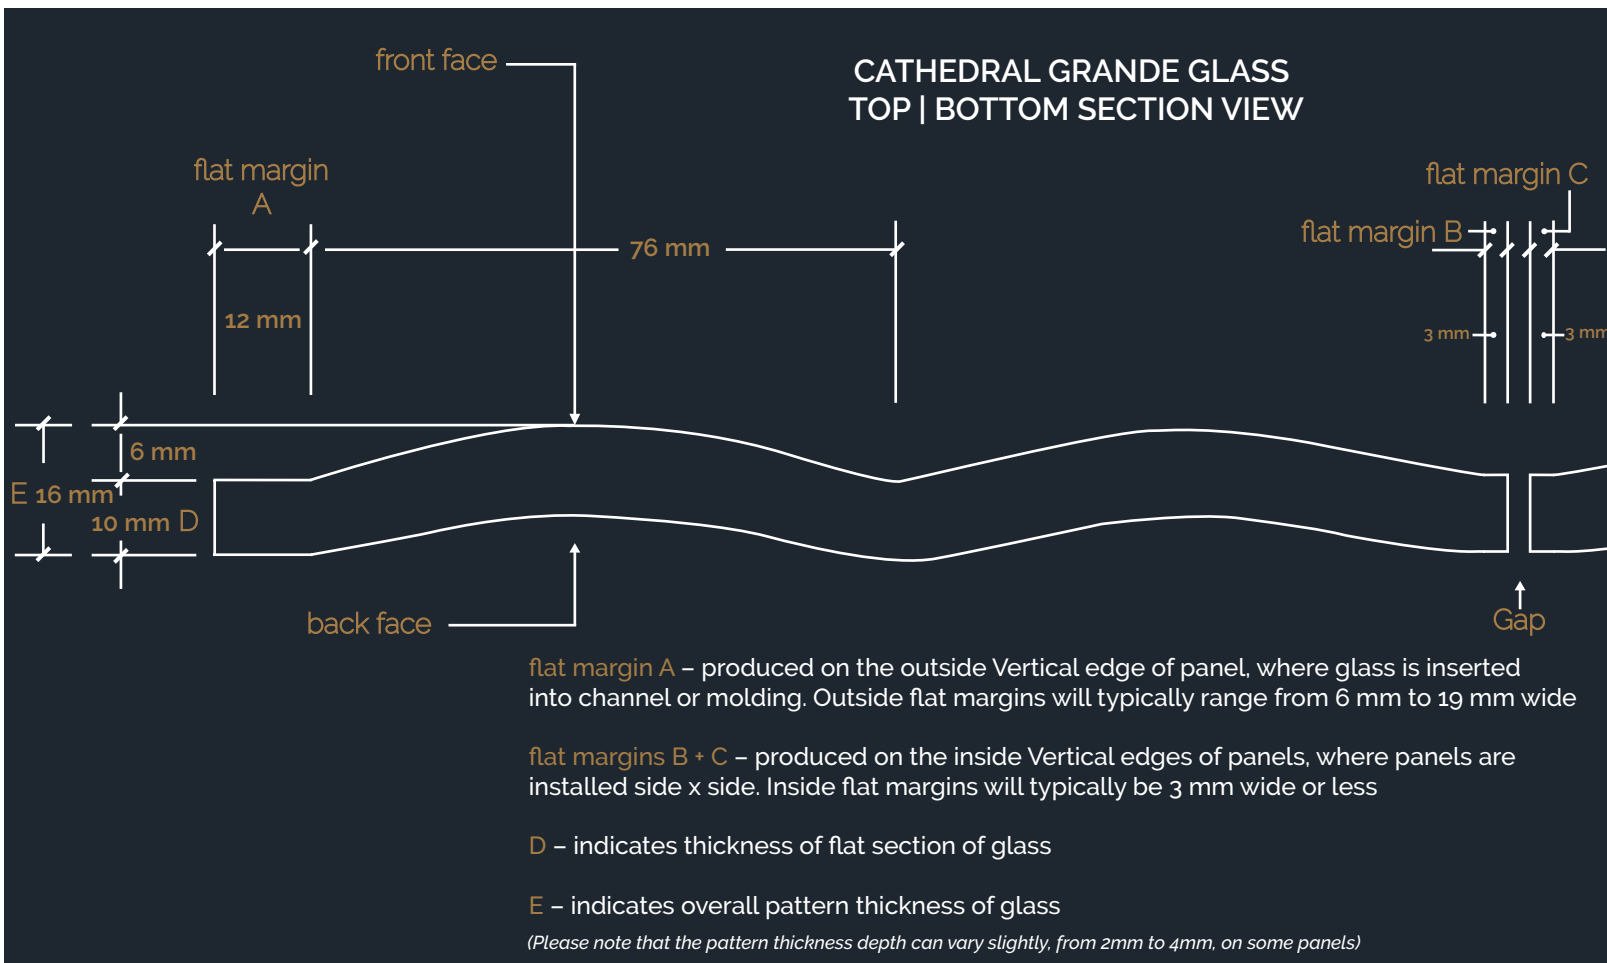 front face
CATHEDRAL GRANDE GLASS
TOP | BOTTOM SECTION VIEW
flat margin
A
flat margin C
flat margin B
76 mm
12 mm
3 mm
3 mm
6 mm
E 16 mm
10 mm D
back face
Gap
flat margin A – produced on the outside Vertical edge of panel, where glass is inserted
into channel or molding. Outside flat margins will typically range from 6 mm to 19 mm wide
flat margins B + C – produced on the inside Vertical edges of panels, where panels are
installed side x side. Inside flat margins will typically be 3 mm wide or less
D – indicates thickness of flat section of glass
E – indicates overall pattern thickness of glass
(Please note that the pattern thickness depth can vary slightly, from 2mm to 4mm, on some panels)